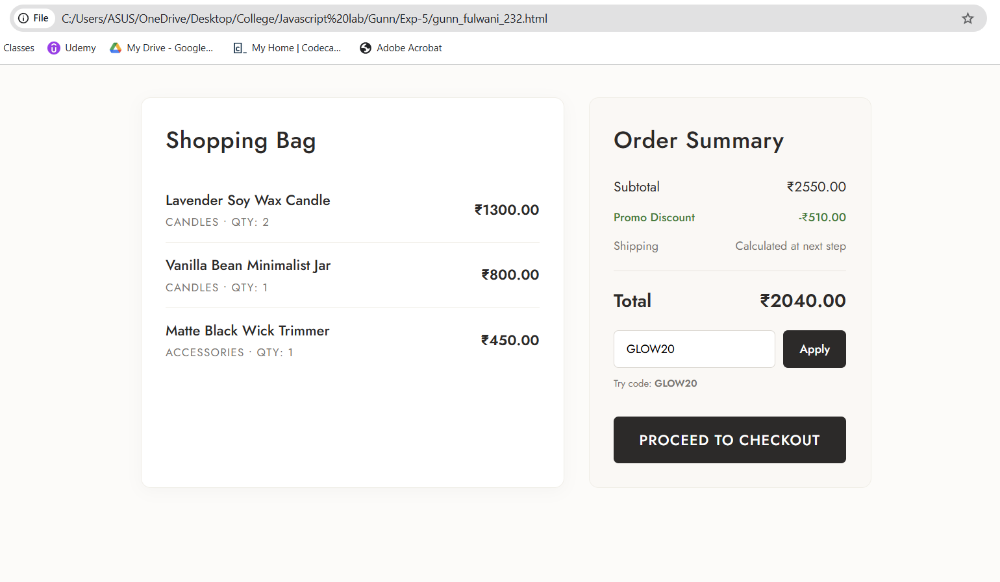 File C:/Users/ASUS/OneDrive/Desktop/College/Javascript%20lab/Gunn/Exp-5/gunn_fulwani_232.html
Classes Udemy My Drive - Google... My Home | Codeca... Adobe Acrobat
Shopping Bag
Lavender Soy Wax Candle
CANDLES · QTY: 2
₹1300.00
Vanilla Bean Minimalist Jar
CANDLES · QTY: 1
₹800.00
Matte Black Wick Trimmer
ACCESSORIES · QTY: 1
₹450.00
Order Summary
Subtotal ₹2550.00
Promo Discount -₹510.00
Shipping Calculated at next step
Total ₹2040.00
GLOW20 Apply
Try code: GLOW20
PROCEED TO CHECKOUT